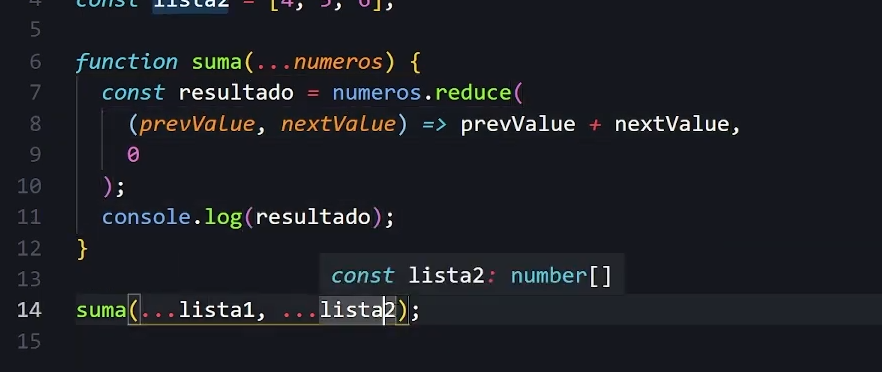 4 const lista2 = [4, 5, 6];
5
6 function suma(...numeros) {
7 const resultado = numeros.reduce(
8 (prevValue, nextValue) => prevValue + nextValue,
9 0
10 );
11 console.log(resultado);
12 }
const lista2: number[]
13
14 suma(...lista1, ...lista2);
15